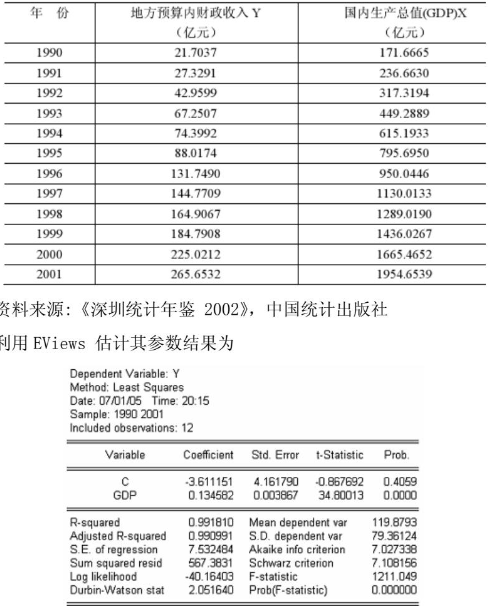 年 份 地方预算内财政收入 Y 国内生产总值(GDP)X
（亿元） （亿元）
1990 21.7037 171.6665
1991 27.3291 236.6630
1992 42.9599 317.3194
1993 67.2507 449.2889
1994 74.3992 615.1933
1995 88.0174 795.6950
1996 131.7490 950.0446
1997 144.7709 1130.0133
1998 164.9067 1289.0190
1999 184.7908 1436.0267
2000 225.0212 1665.4652
2001 265.6532 1954.6539
资料来源:《深圳统计年鉴 2002》，中国统计出版社
利用 EViews 估计其参数结果为
Dependent Variable: Y
Method: Least Squares
Date: 07/01/05 Time: 20:15
Sample: 1990 2001
Included observations: 12
Variable Coefficient Std. Error t-Statistic Prob.
C -3.611151 4.161790 -0.867692 0.4059
GDP 0.134582 0.003867 34.80013 0.0000
R-squared 0.991810 Mean dependent var 119.8793
Adjusted R-squared 0.990991 S.D. dependent var 79.36124
S.E. of regression 7.532484 Akaike info criterion 7.027338
Sum squared resid 567.3831 Schwarz criterion 7.108156
Log likelihood -40.16403 F-statistic 1211.049
Durbin-Watson stat 2.051640 Prob(F-statistic) 0.000000